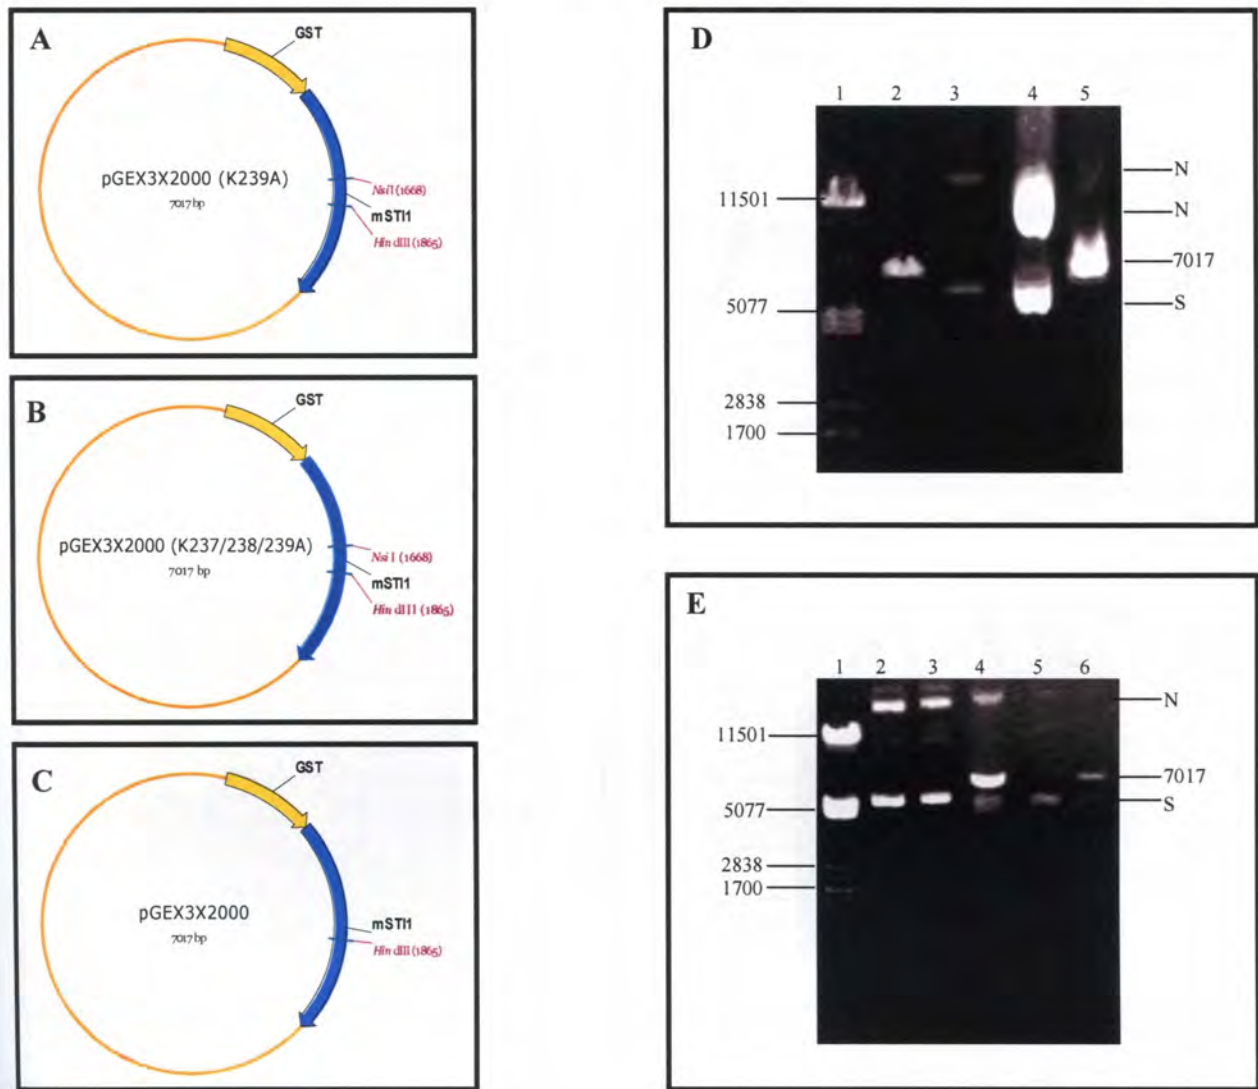 A
GST
pGEX3X2000 (K239A)
7017 bp
NsiI (1668)
mSTI1
Hin dIII (1865)
B
GST
pGEX3X2000 (K237/238/239A)
7017 bp
Nsi I (1668)
mSTI1
Hin dIII (1865)
C
GST
pGEX3X2000
7017 bp
mSTI1
Hin dIII (1865)
D
1 2 3 4 5
N
11501
N
7017
5077
S
2838
1700
E
1 2 3 4 5 6
N
11501
7017
5077
S
2838
1700